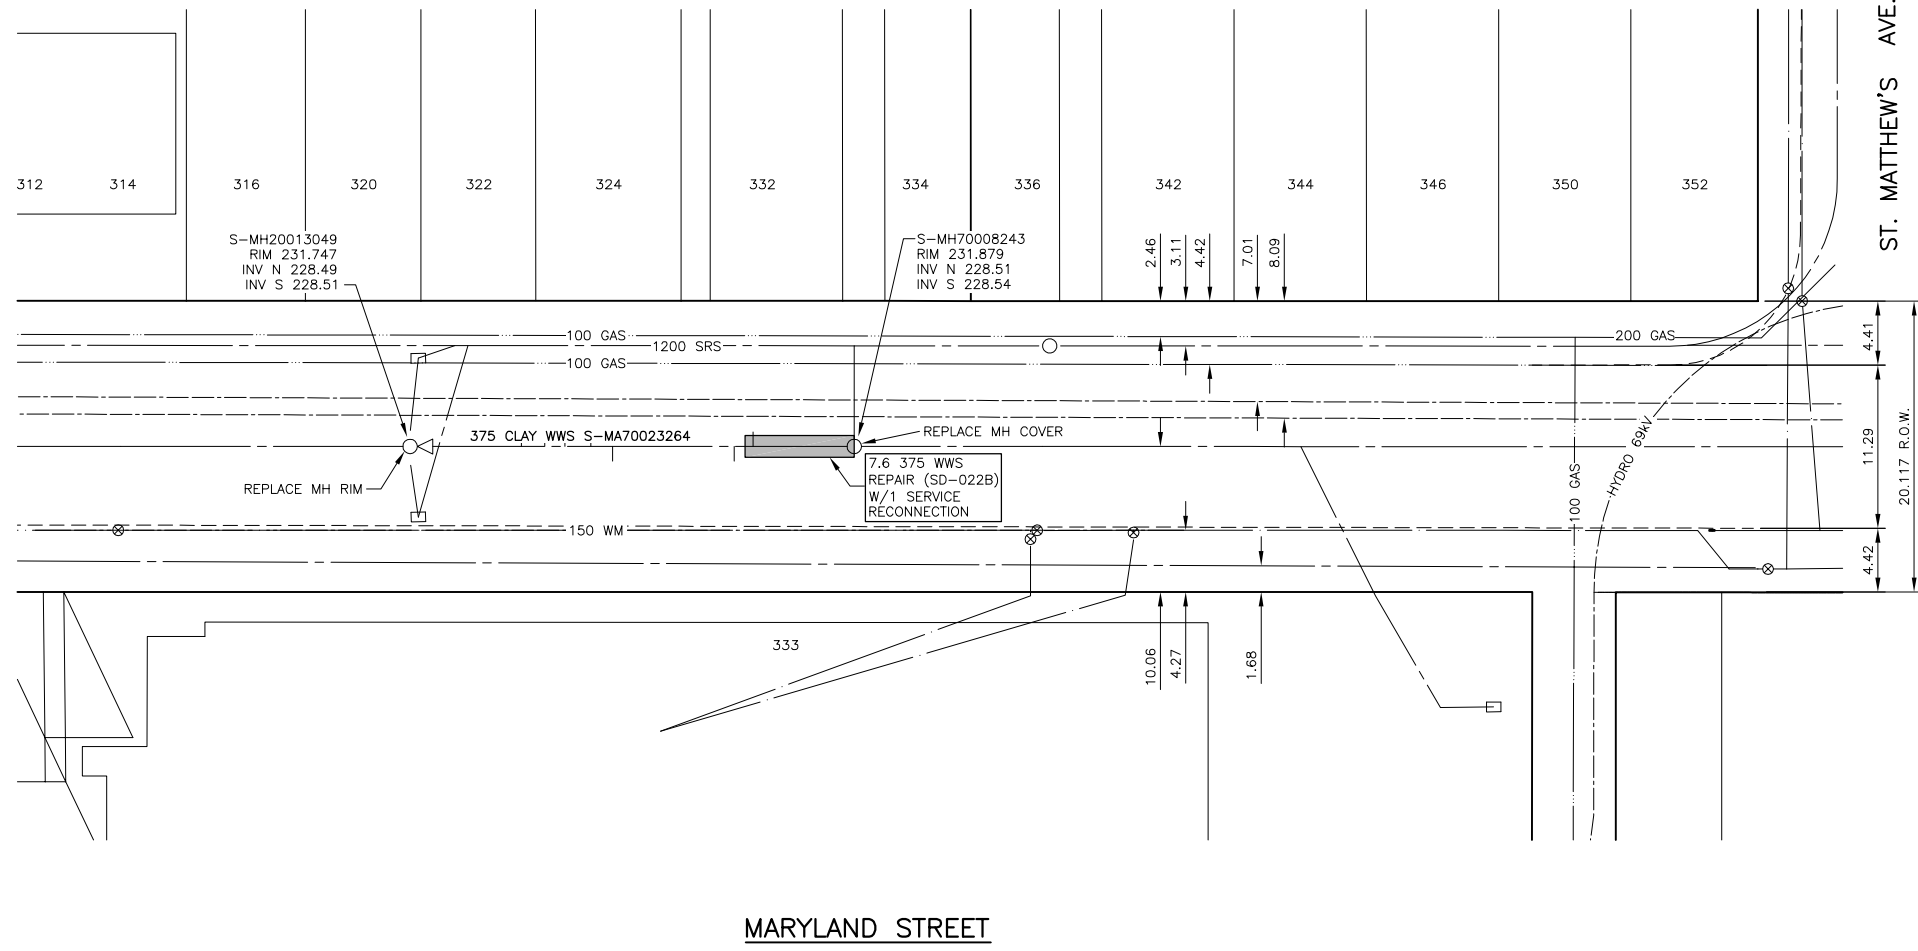 ST. MATTHEW'S AVE.
312
314
316
320
322
324
332
334
336
342
344
346
350
352
S-MH20013049
RIM 231.747
INV N 228.49
INV S 228.51
S-MH70008243
RIM 231.879
INV N 228.51
INV S 228.54
2.46
3.11
4.42
7.01
8.09
100 GAS
1200 SRS
100 GAS
200 GAS
4.41
375 CLAY WWS S-MA70023264
REPLACE MH COVER
HYDRO 69kV
11.29
20.117 R.O.W.
7.6 375 WWS
REPAIR (SD-022B)
W/1 SERVICE
RECONNECTION
REPLACE MH RIM
100 GAS
150 WM
4.42
333
10.06
4.27
1.68
MARYLAND STREET